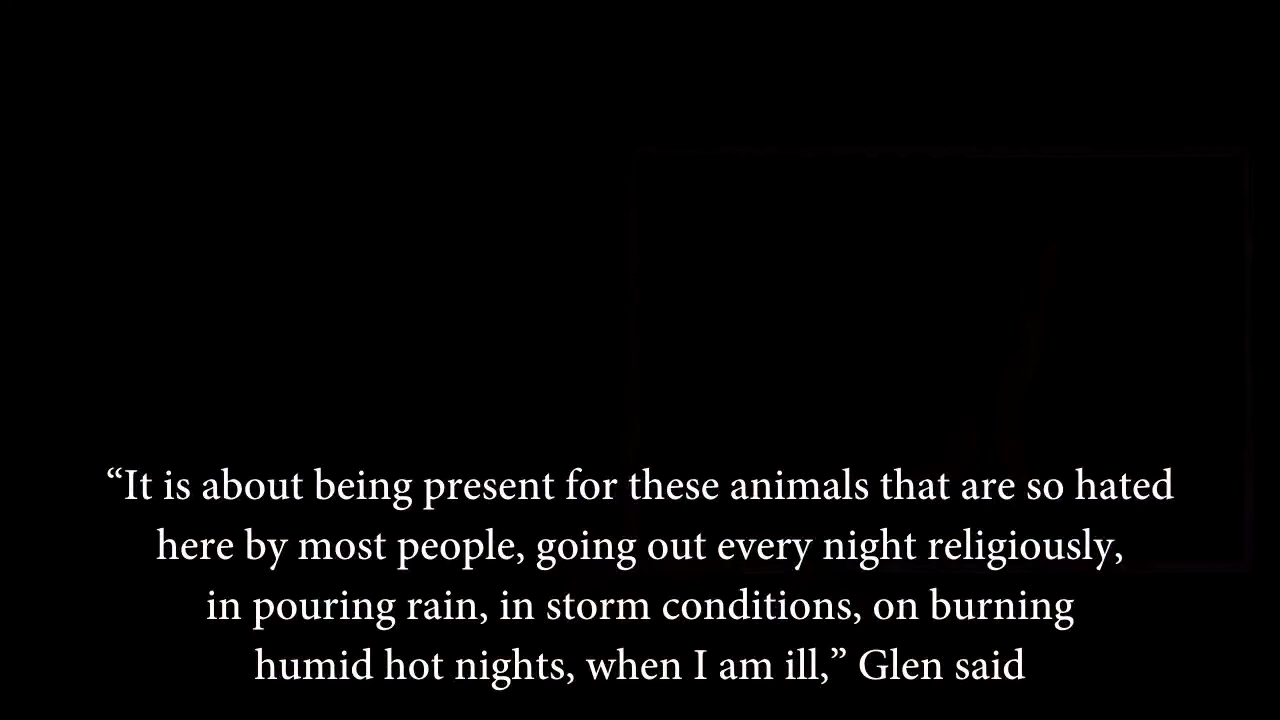 “It is about being present for these animals that are so hated
here by most people, going out every night religiously,
in pouring rain, in storm conditions, on burning
humid hot nights, when I am ill,” Glen said